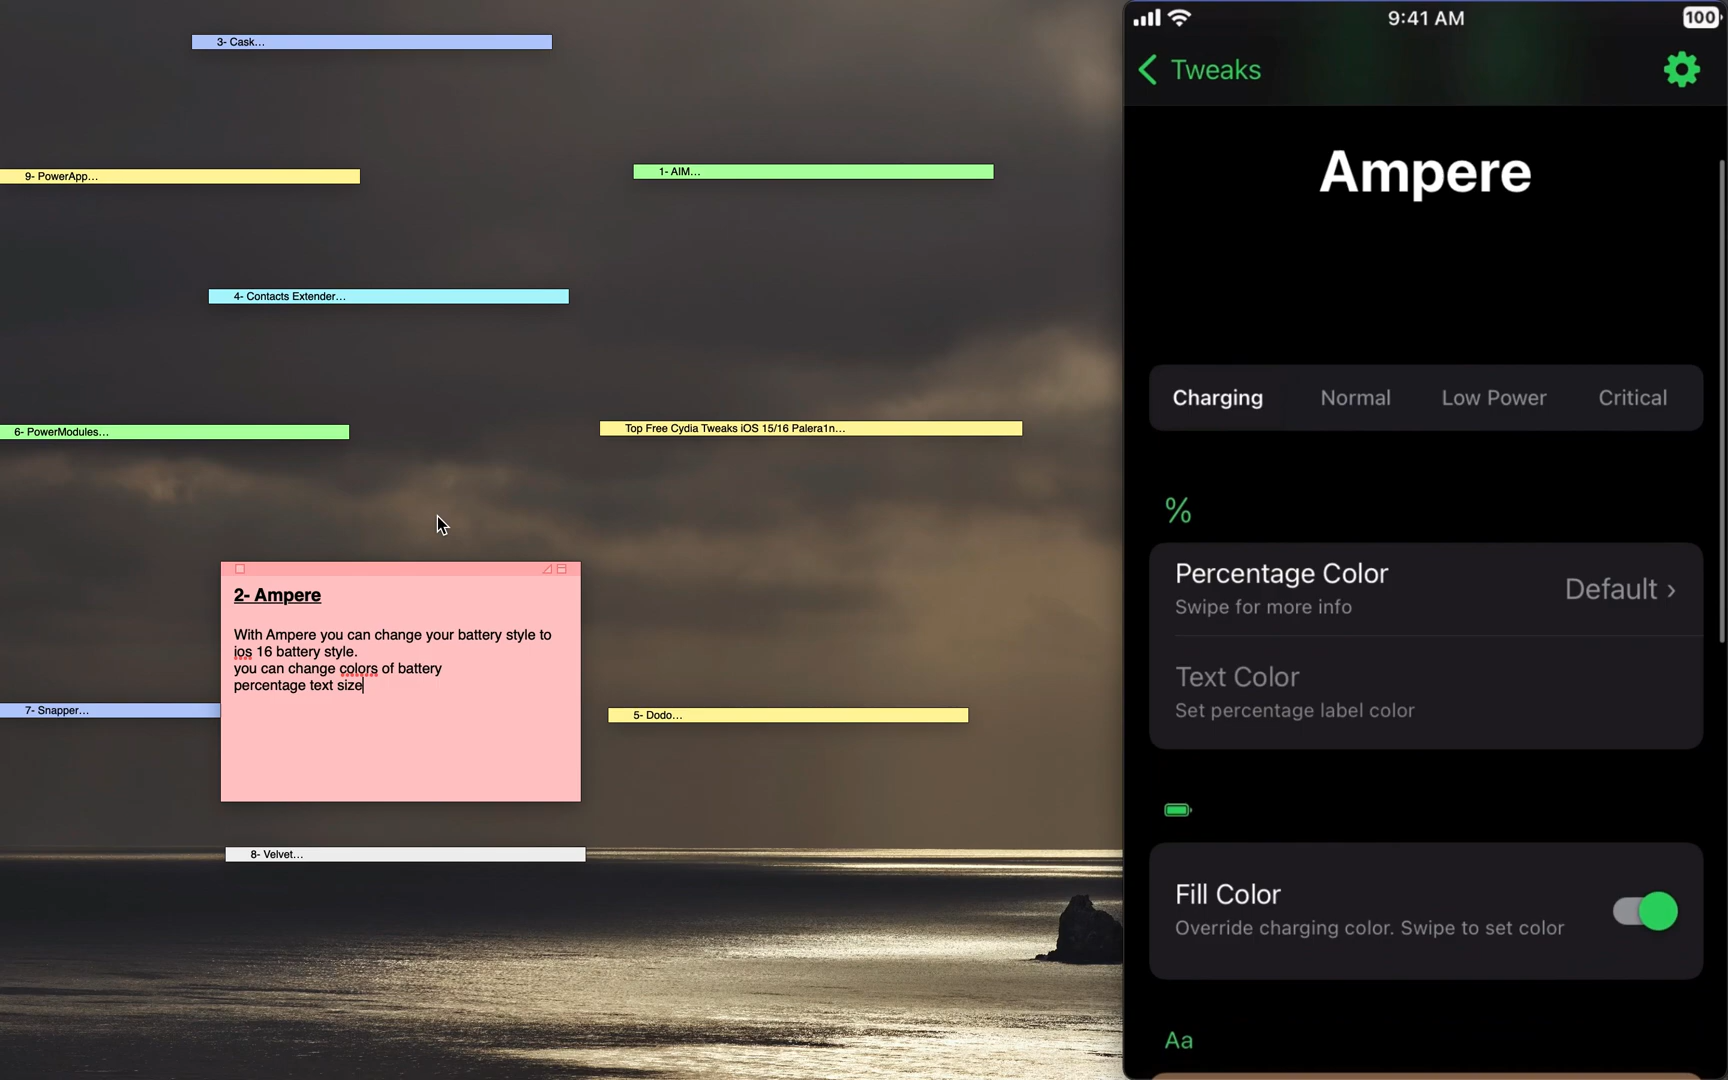 3- Cask...
9- PowerApp...
1- AIM...
4- Contacts Extender...
6- PowerModules...
Top Free Cydia Tweaks iOS 15/16 Palera1n...
2- Ampere
With Ampere you can change your battery style to
ios 16 battery style.
you can change colors of battery
percentage text size
7- Snapper...
5- Dodo...
8- Velvet...
9:41 AM
100
Tweaks
Ampere
Charging Normal Low Power Critical
%
Percentage Color
Swipe for more info
Default ›
Text Color
Set percentage label color
Fill Color
Override charging color. Swipe to set color
Aa